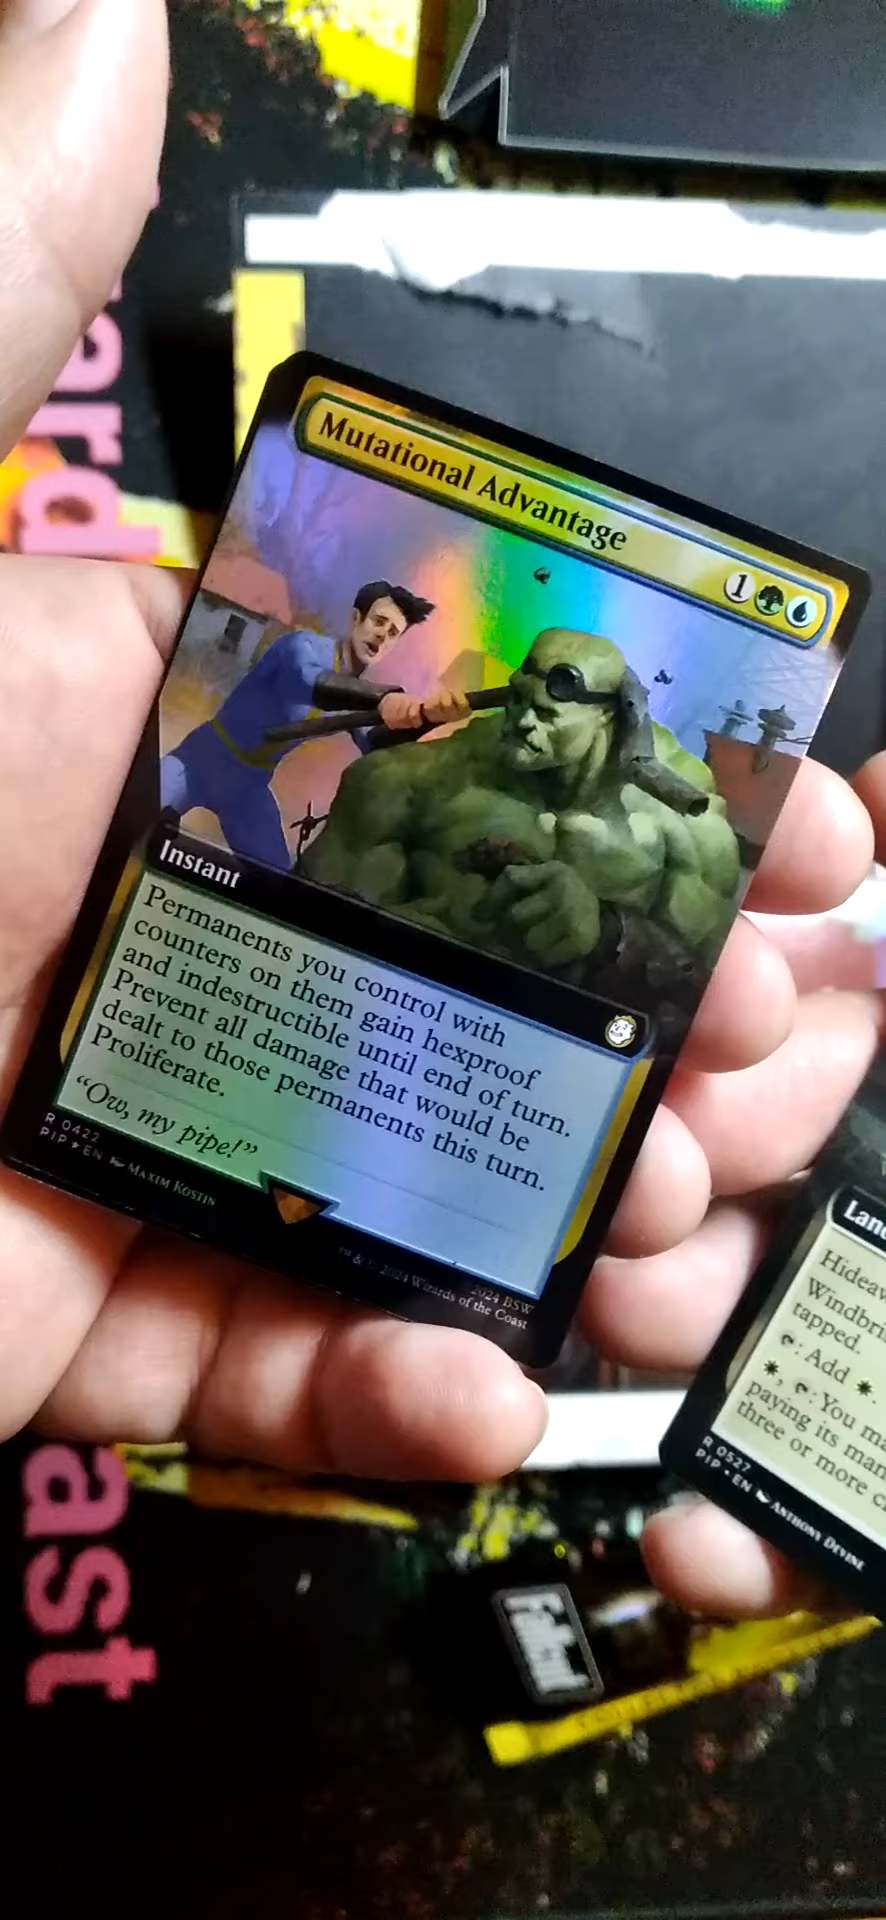 Mutational Advantage
1
Instant
Permanents you control with
counters on them gain hexproof
and indestructible until end of turn.
Prevent all damage that would be
dealt to those permanents this turn.
Proliferate.
“Ow, my pipe!”
R 0422
PIP ★ EN MAXIM KOSTIN
2024 BSW
™ & © 2024 Wizards of the Coast
Hideaw
Windbri
tapped.
: Add
, : You ma
paying its man
three or more c
R 0527
PIP • EN ANTHONY DEVINE
ard
ast
Fallout